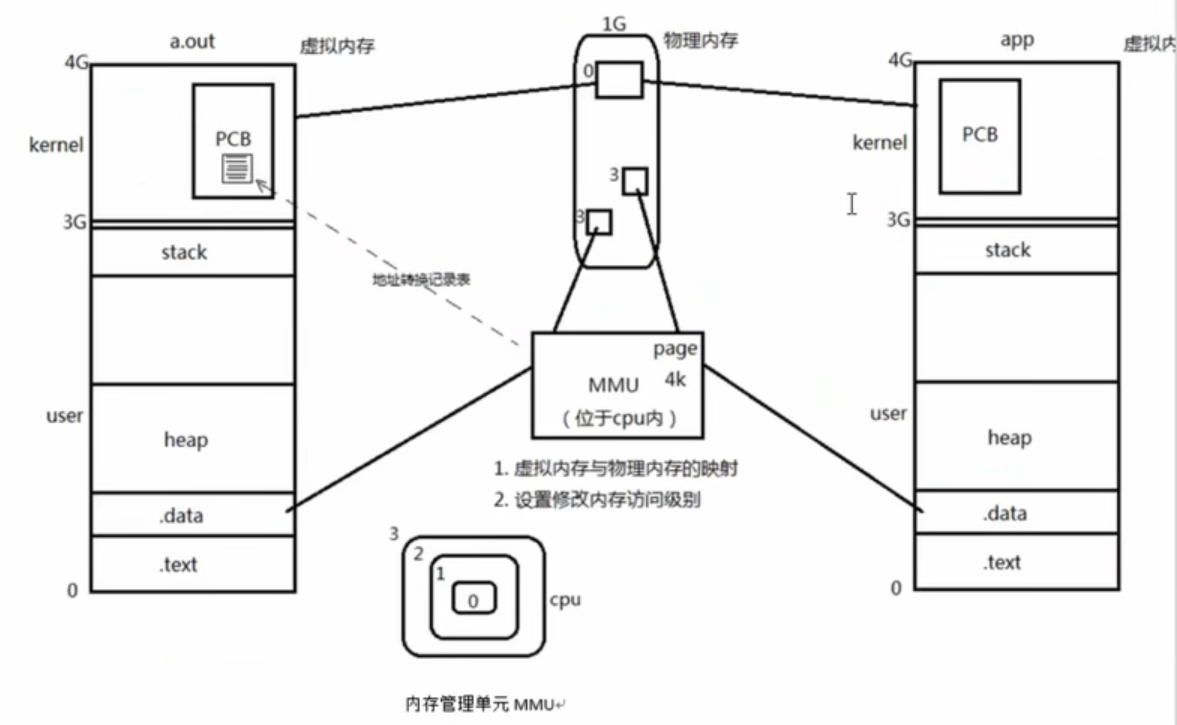 a.out
虚拟内存
4G
kernel
PCB
3G
stack
user
heap
.data
.text
0
地址转换记录表
1G
物理内存
0
3
3
page
4k
MMU
（位于cpu内）
1. 虚拟内存与物理内存的映射
2. 设置修改内存访问级别
3
2
1
0
cpu
app
虚拟内
4G
kernel
PCB
3G
stack
user
heap
.data
.text
0
内存管理单元 MMU